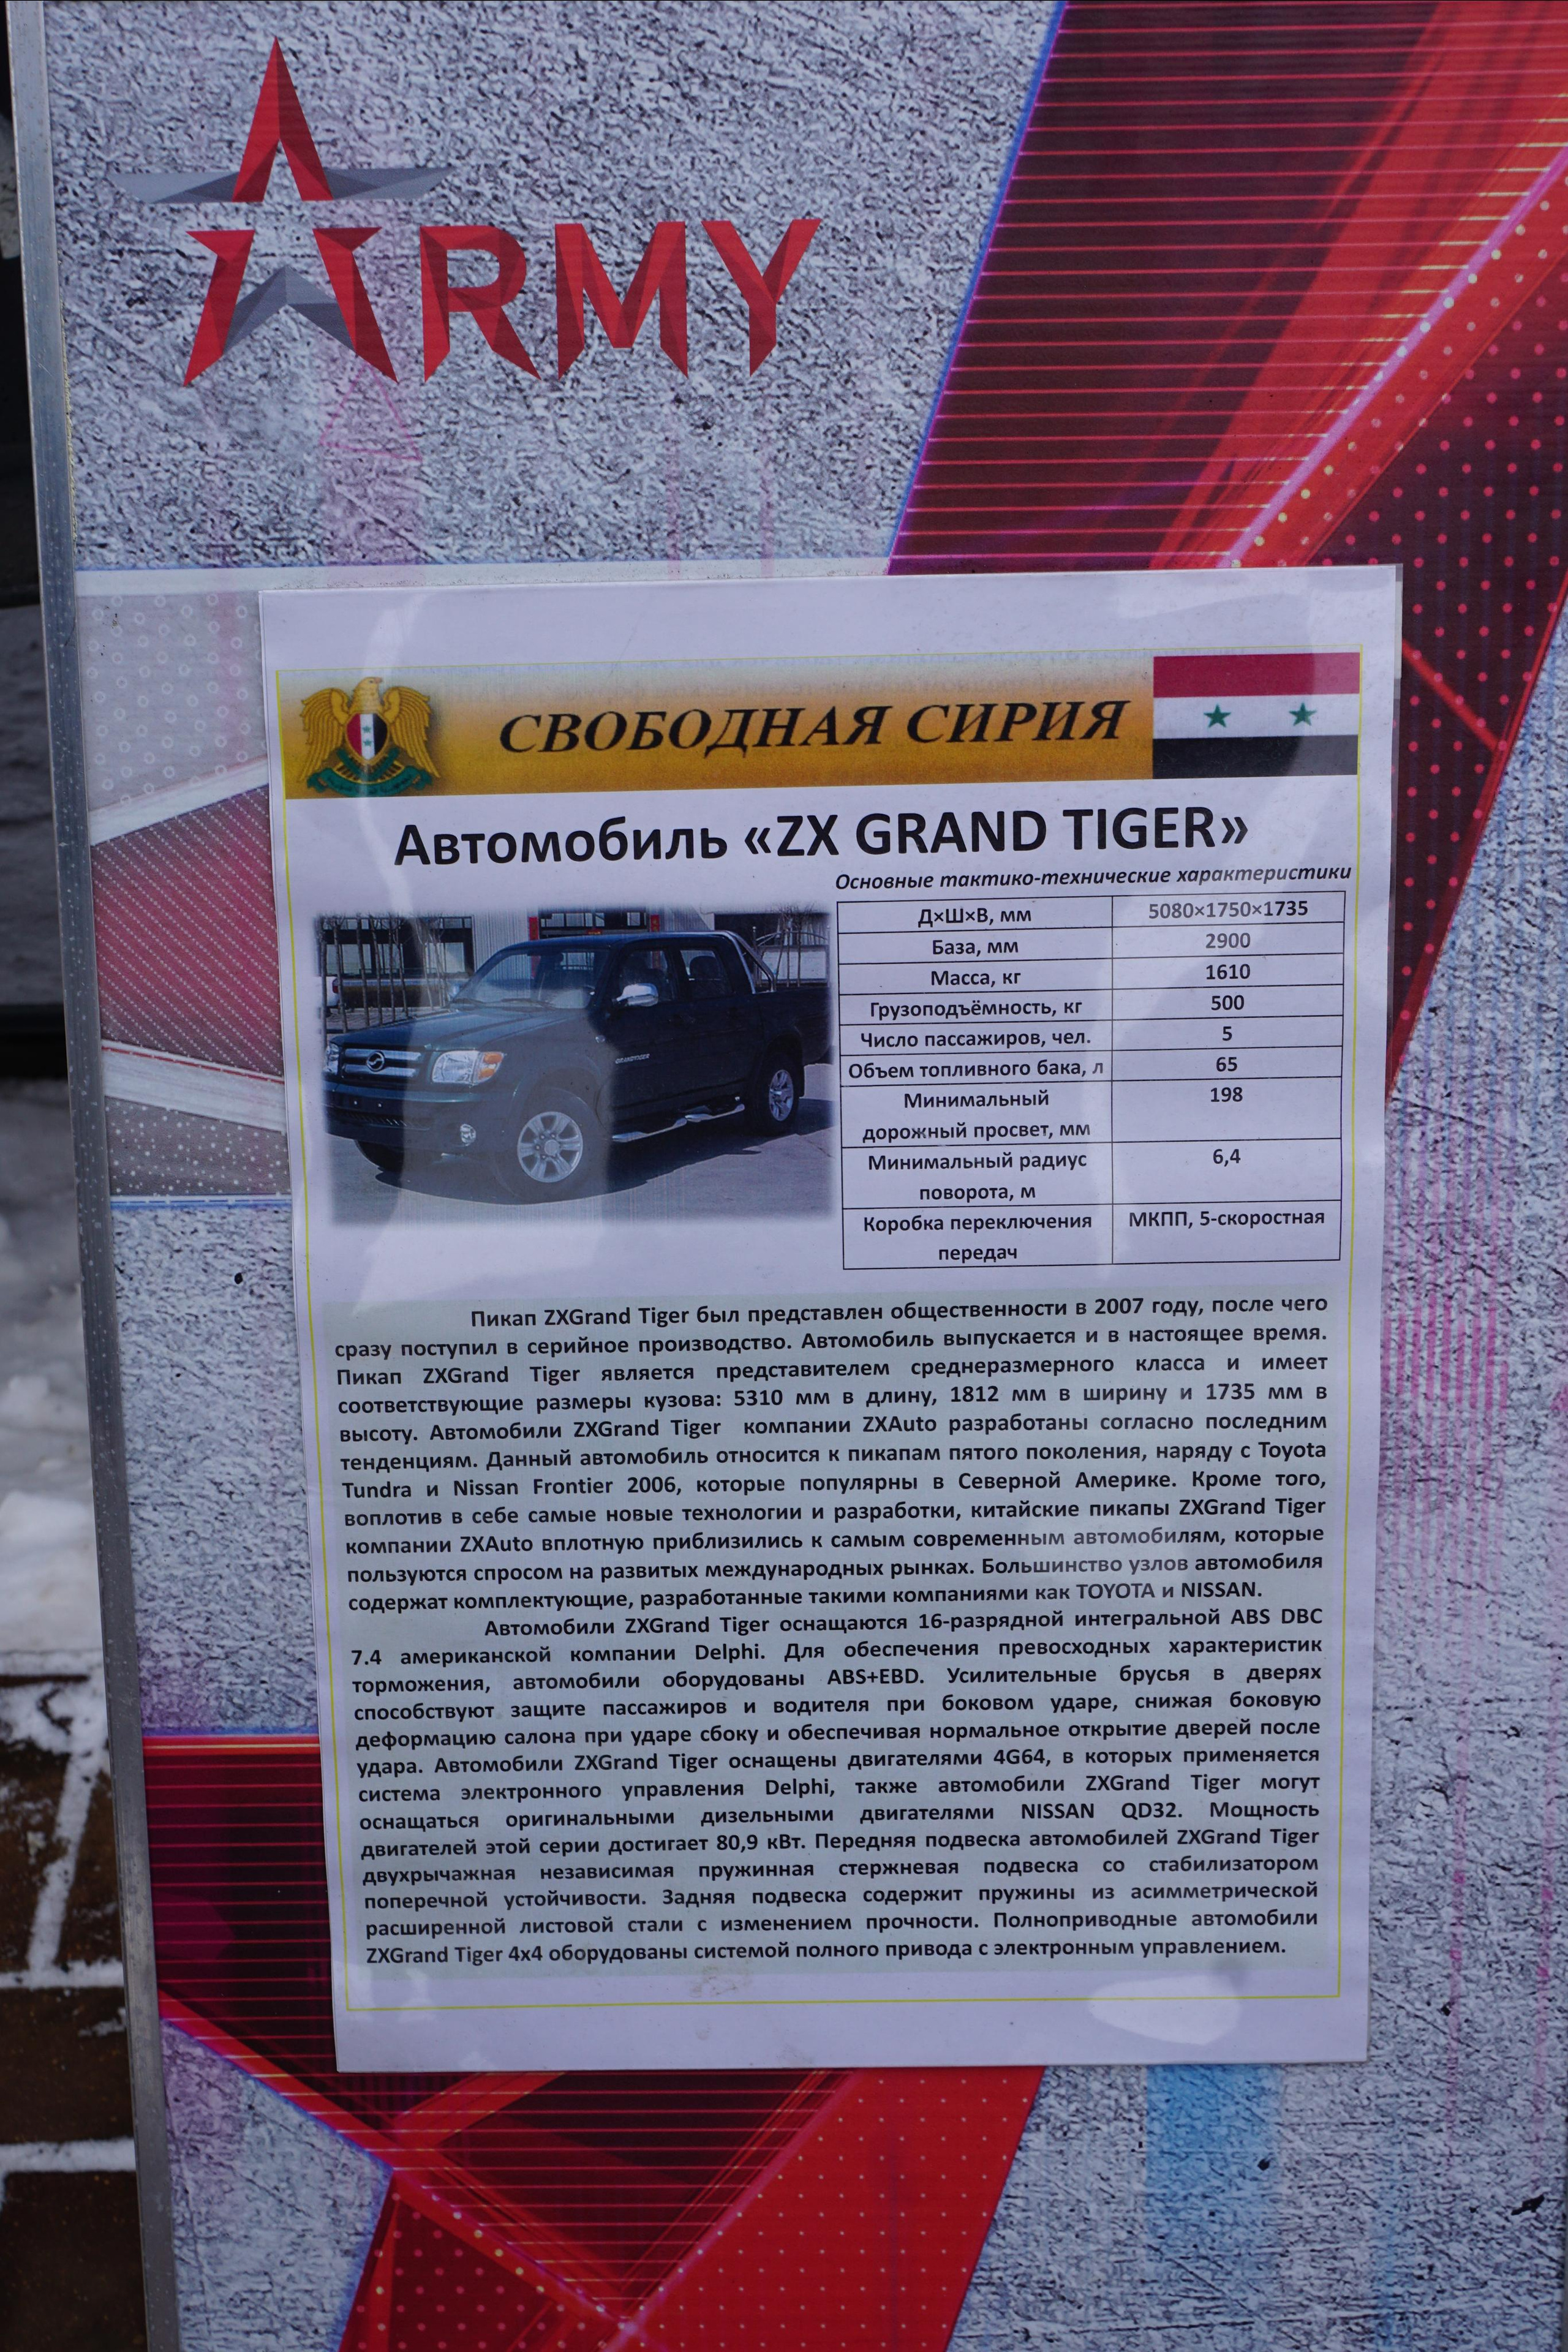 ARMY
СВОБОДНАЯ СИРИЯ
Автомобиль «ZX GRAND TIGER»
Основные тактико-технические характеристики
Д×Ш×В, мм 5080×1750×1735
База, мм 2900
Масса, кг 1610
Грузоподъёмность, кг 500
Число пассажиров, чел. 5
Объем топливного бака, л 65
Минимальный 198
дорожный просвет, мм
Минимальный радиус 6,4
поворота, м
Коробка переключения МКПП, 5-скоростная
передач
Пикап ZXGrand Tiger был представлен общественности в 2007 году, после чего
сразу поступил в серийное производство. Автомобиль выпускается и в настоящее время.
Пикап ZXGrand Tiger является представителем среднеразмерного класса и имеет
соответствующие размеры кузова: 5310 мм в длину, 1812 мм в ширину и 1735 мм в
высоту. Автомобили ZXGrand Tiger компании ZXAuto разработаны согласно последним
тенденциям. Данный автомобиль относится к пикапам пятого поколения, наряду с Toyota
Tundra и Nissan Frontier 2006, которые популярны в Северной Америке. Кроме того,
воплотив в себе самые новые технологии и разработки, китайские пикапы ZXGrand Tiger
компании ZXAuto вплотную приблизились к самым современным автомобилям, которые
пользуются спросом на развитых международных рынках. Большинство узлов автомобиля
содержат комплектующие, разработанные такими компаниями как TOYOTA и NISSAN.
Автомобили ZXGrand Tiger оснащаются 16-разрядной интегральной ABS DBC
7.4 американской компании Delphi. Для обеспечения превосходных характеристик
торможения, автомобили оборудованы ABS+EBD. Усилительные брусья в дверях
способствуют защите пассажиров и водителя при боковом ударе, снижая боковую
деформацию салона при ударе сбоку и обеспечивая нормальное открытие дверей после
удара. Автомобили ZXGrand Tiger оснащены двигателями 4G64, в которых применяется
система электронного управления Delphi, также автомобили ZXGrand Tiger могут
оснащаться оригинальными дизельными двигателями NISSAN QD32. Мощность
двигателей этой серии достигает 80,9 кВт. Передняя подвеска автомобилей ZXGrand Tiger
двухрычажная независимая пружинная стержневая подвеска со стабилизатором
поперечной устойчивости. Задняя подвеска содержит пружины из асимметрической
расширенной листовой стали с изменением прочности. Полноприводные автомобили
ZXGrand Tiger 4x4 оборудованы системой полного привода с электронным управлением.